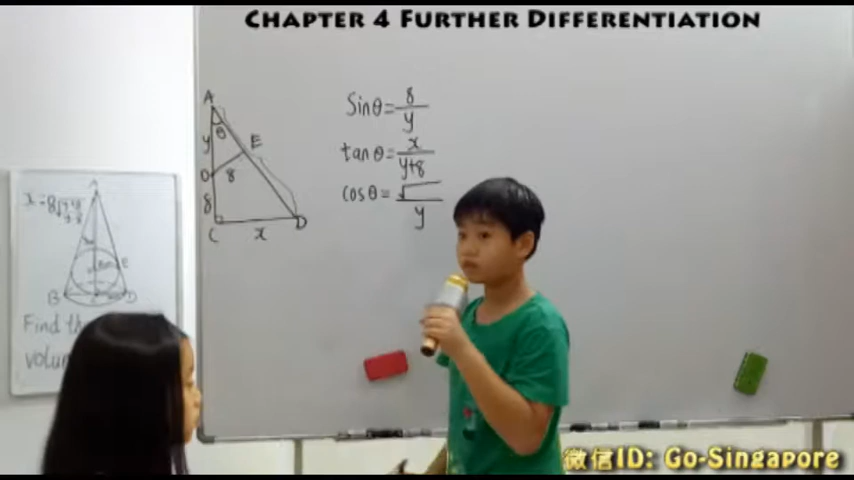 CHAPTER 4 FURTHER DIFFERENTIATION
A
θ
y
E
O
8
8
C
x
D
Sinθ = 8/y
tanθ = x/y+8
cosθ = √/y
A
E
B
D
Find the
volu
微信ID: Go-Singapore